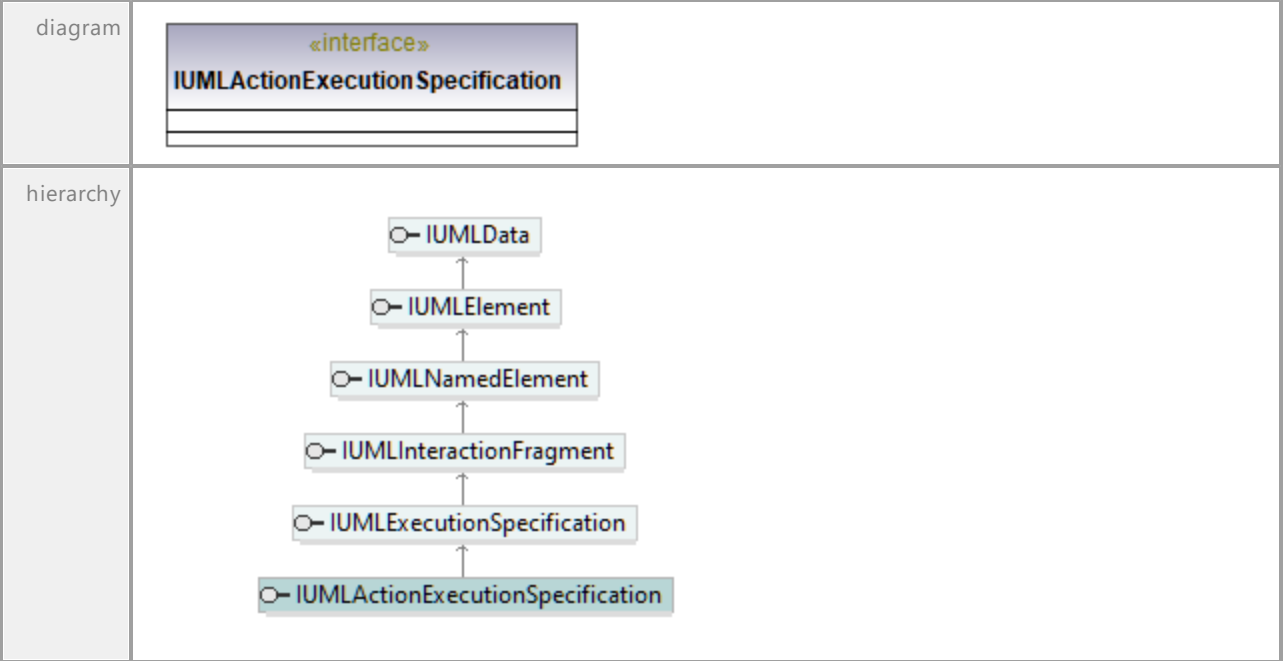 diagram
«interface»
IUMLActionExecutionSpecification
hierarchy
IUMLData
IUMLElement
IUMLNamedElement
IUMLInteractionFragment
IUMLExecutionSpecification
IUMLActionExecutionSpecification